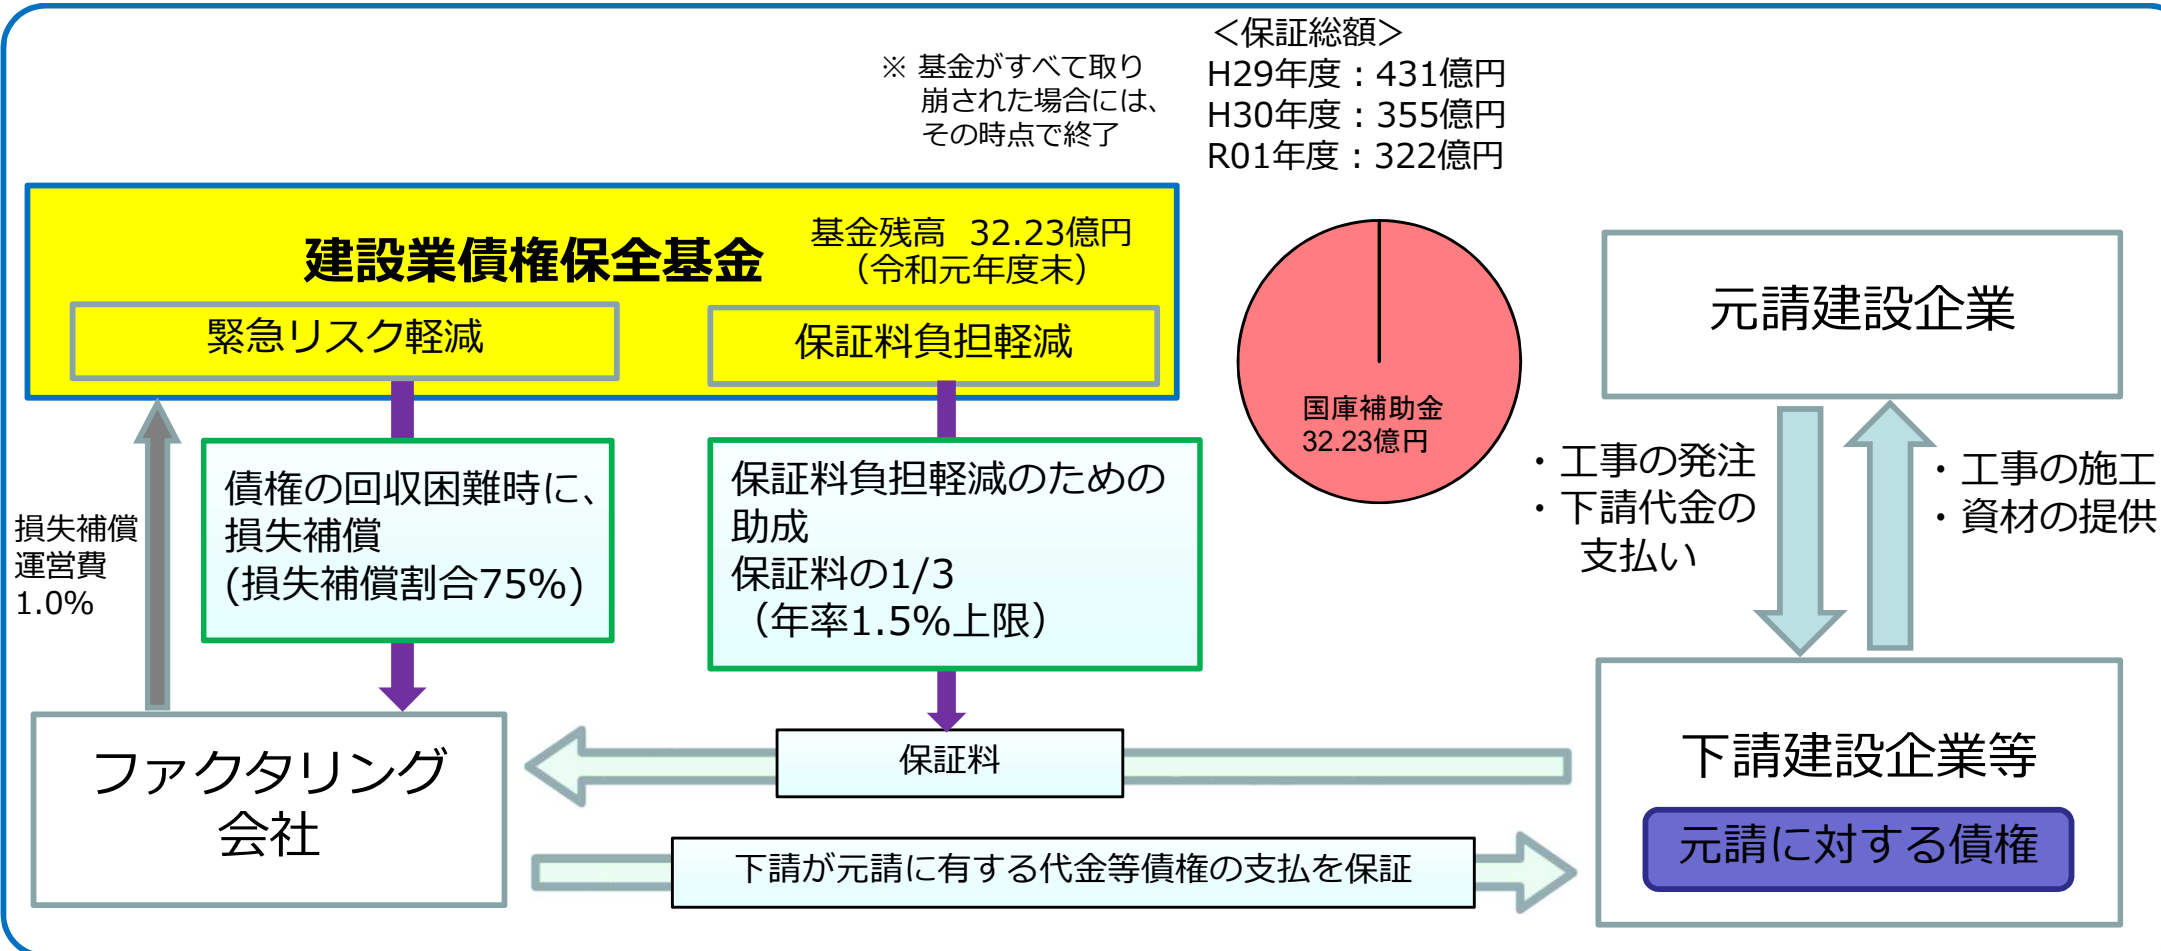 ※ 基金がすべて取り
崩された場合には、
その時点で終了
＜保証総額＞
H29年度：431億円
H30年度：355億円
R01年度：322億円
建設業債権保全基金
基金残高 32.23億円
（令和元年度末）
緊急リスク軽減
保証料負担軽減
国庫補助金
32.23億円
元請建設企業
損失補償
運営費
1.0%
債権の回収困難時に、
損失補償
(損失補償割合75%)
保証料負担軽減のための
助成
保証料の1/3
（年率1.5%上限）
・工事の発注
・下請代金の
支払い
・工事の施工
・資材の提供
ファクタリング
会社
保証料
下請が元請に有する代金等債権の支払を保証
下請建設企業等
元請に対する債権